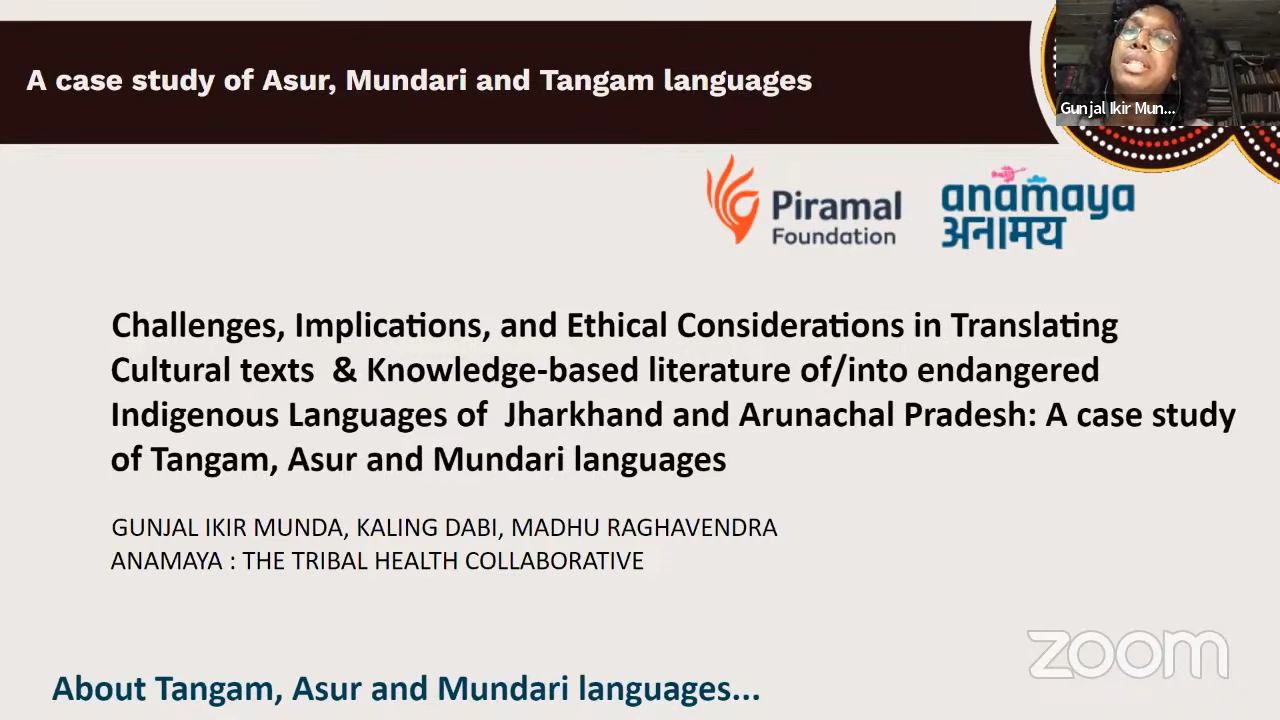 A case study of Asur, Mundari and Tangam languages
Gunjal Ikir Mun...
Piramal
Foundation
anamaya
अनामय
Challenges, Implications, and Ethical Considerations in Translating
Cultural texts & Knowledge-based literature of/into endangered
Indigenous Languages of Jharkhand and Arunachal Pradesh: A case study
of Tangam, Asur and Mundari languages
GUNJAL IKIR MUNDA, KALING DABI, MADHU RAGHAVENDRA
ANAMAYA : THE TRIBAL HEALTH COLLABORATIVE
zoom
About Tangam, Asur and Mundari languages...